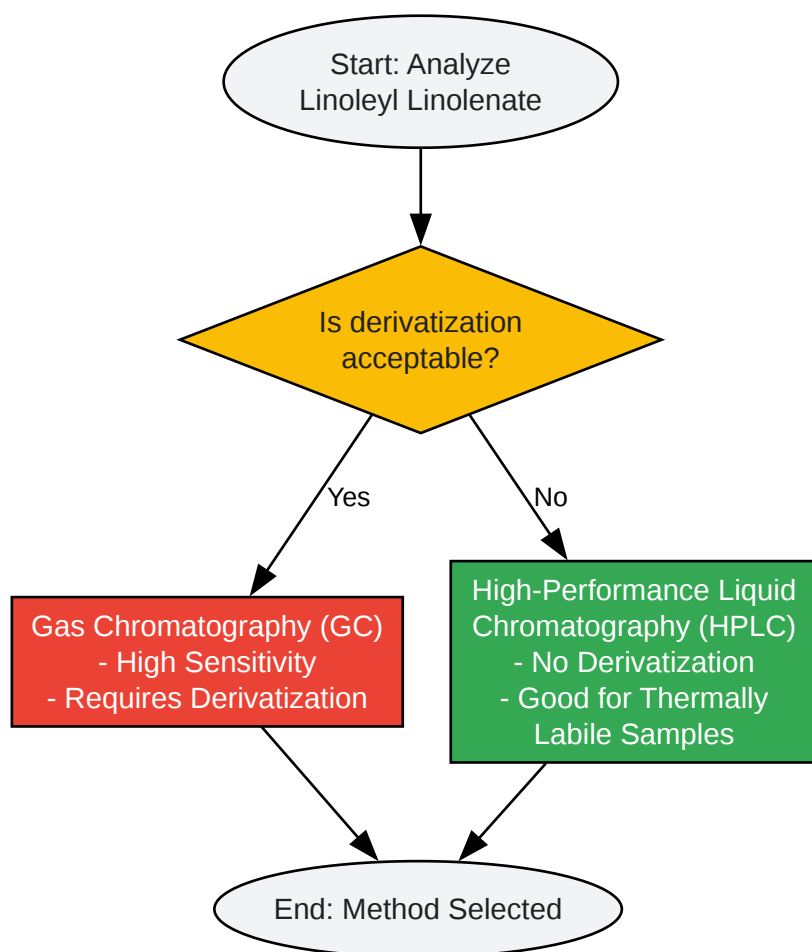 Start: Analyze
Linoleyl Linolenate
Is derivatization
acceptable?
Yes
No
Gas Chromatography (GC)
- High Sensitivity
- Requires Derivatization
High-Performance Liquid
Chromatography (HPLC)
- No Derivatization
- Good for Thermally
Labile Samples
End: Method Selected